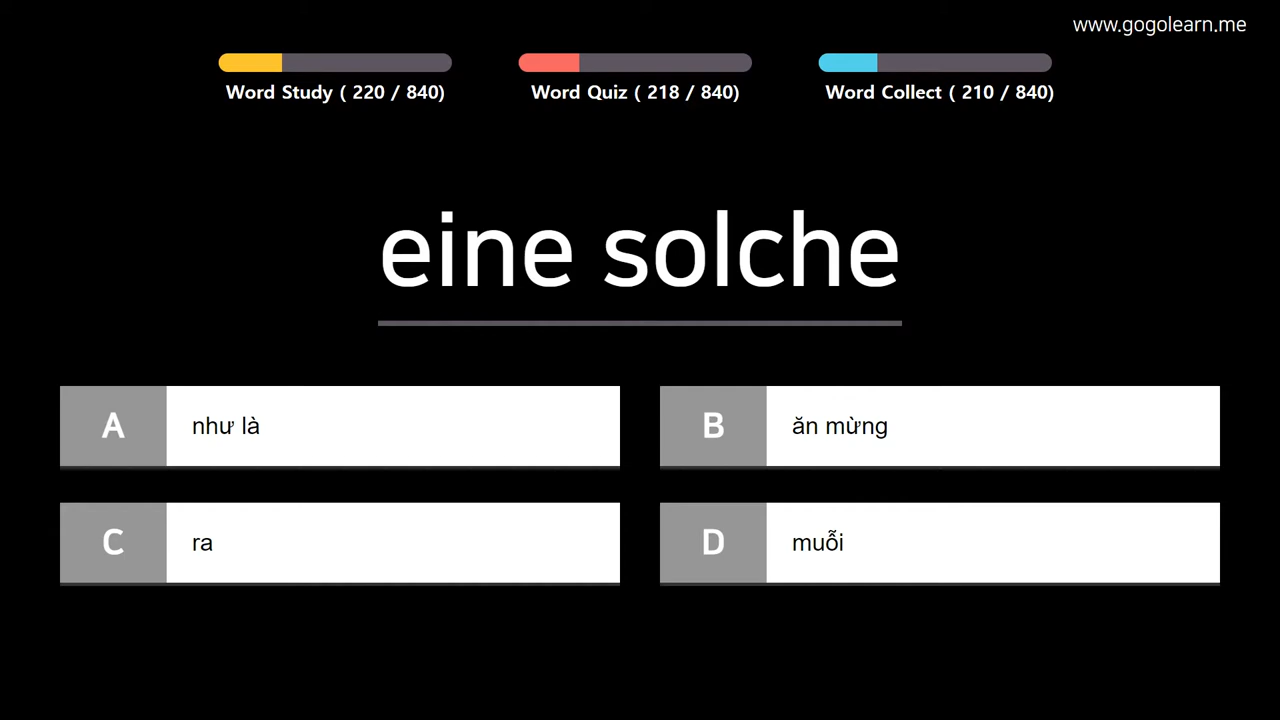 www.gogolearn.me
Word Study ( 220 / 840)
Word Quiz ( 218 / 840)
Word Collect ( 210 / 840)
eine solche
A
như là
B
ăn mừng
C
ra
D
muỗi